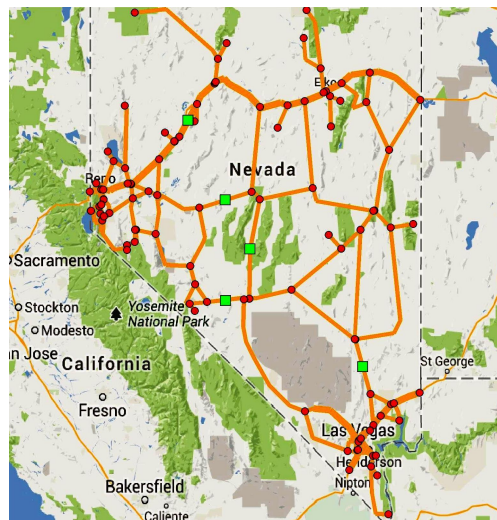 Elko
Nevada
Reno
Sacramento
Stockton
Yosemite
National Park
Modesto
an Jose
California
St George
Fresno
Las Vegas
Henderson
Nipton
Bakersfield
Caliente